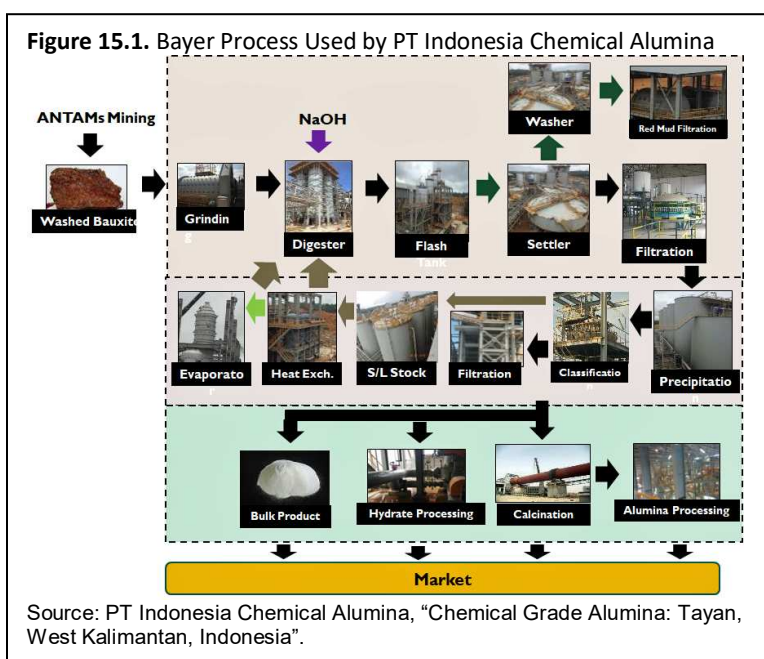 Figure 15.1. Bayer Process Used by PT Indonesia Chemical Alumina
ANTAMs Mining
NaOH
Washer
Red Mud Filtration
Washed Bauxite
Grindin
g
Digester
Flash
Tank
Settler
Filtration
Evaporato
r
Heat Exch.
S/L Stock
Filtration
Classificatio
n
Precipitatio
n
Bulk Product
Hydrate Processing
Calcination
Alumina Processing
Market
Source: PT Indonesia Chemical Alumina, “Chemical Grade Alumina: Tayan,
West Kalimantan, Indonesia”.